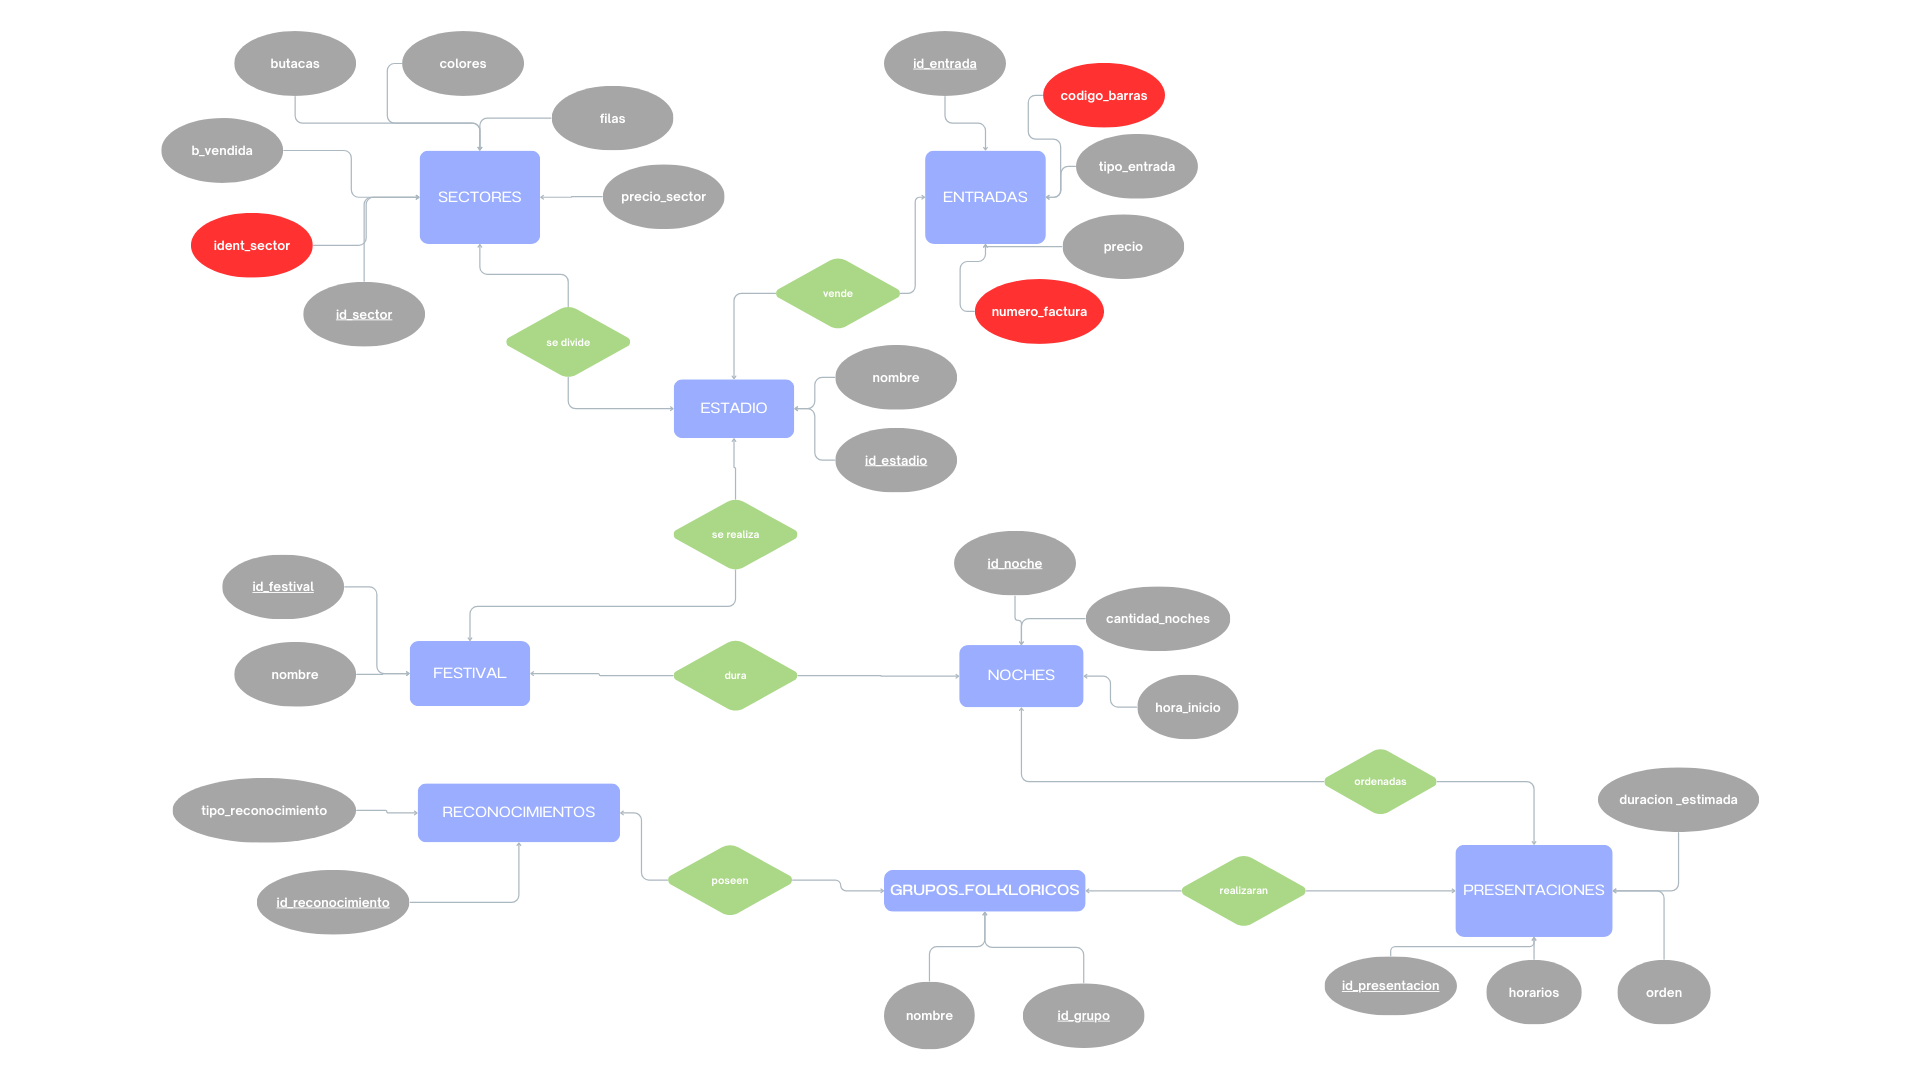 butacas
colores
id_entrada
codigo_barras
filas
b_vendida
tipo_entrada
SECTORES
precio_sector
ENTRADAS
ident_sector
precio
vende
id_sector
numero_factura
se divide
nombre
ESTADIO
id_estadio
se realiza
id_noche
id_festival
cantidad_noches
nombre
FESTIVAL
dura
NOCHES
hora_inicio
ordenadas
duracion _estimada
tipo_reconocimiento
RECONOCIMIENTOS
poseen
GRUPOS_FOLKLORICOS
realizaran
PRESENTACIONES
id_reconocimiento
id_presentacion
horarios
orden
nombre
id_grupo